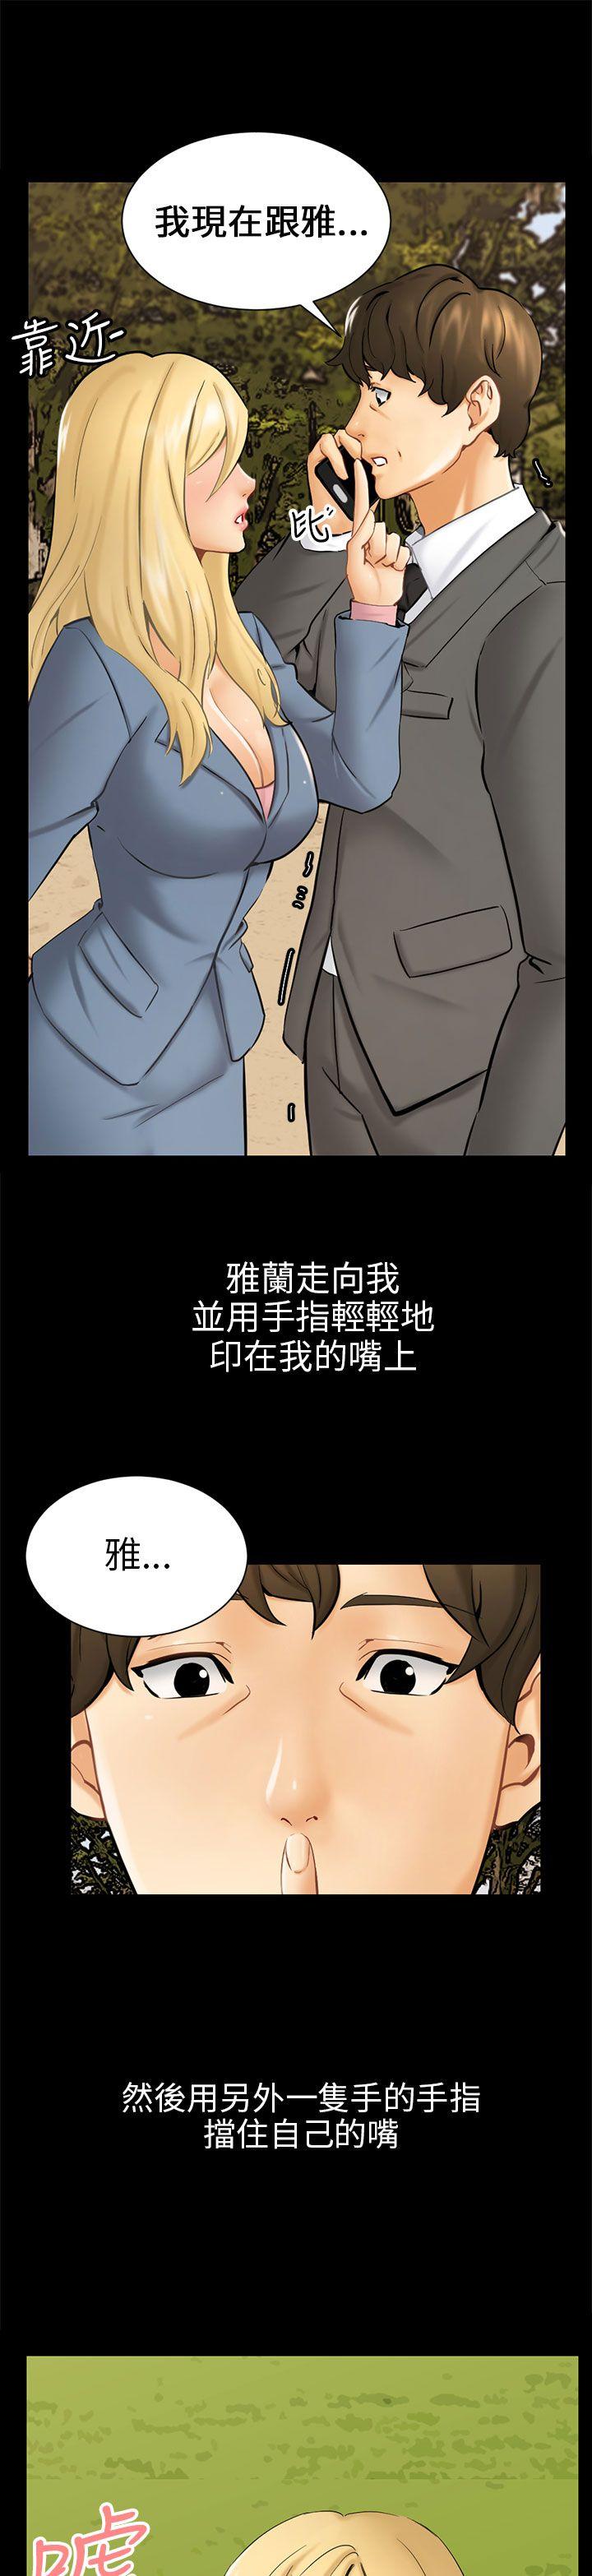 我現在跟雅...
靠近-
比
雅蘭走向我
並用手指輕輕地
印在我的嘴上
雅...
然後用另外一隻手的手指
擋住自己的嘴
噓